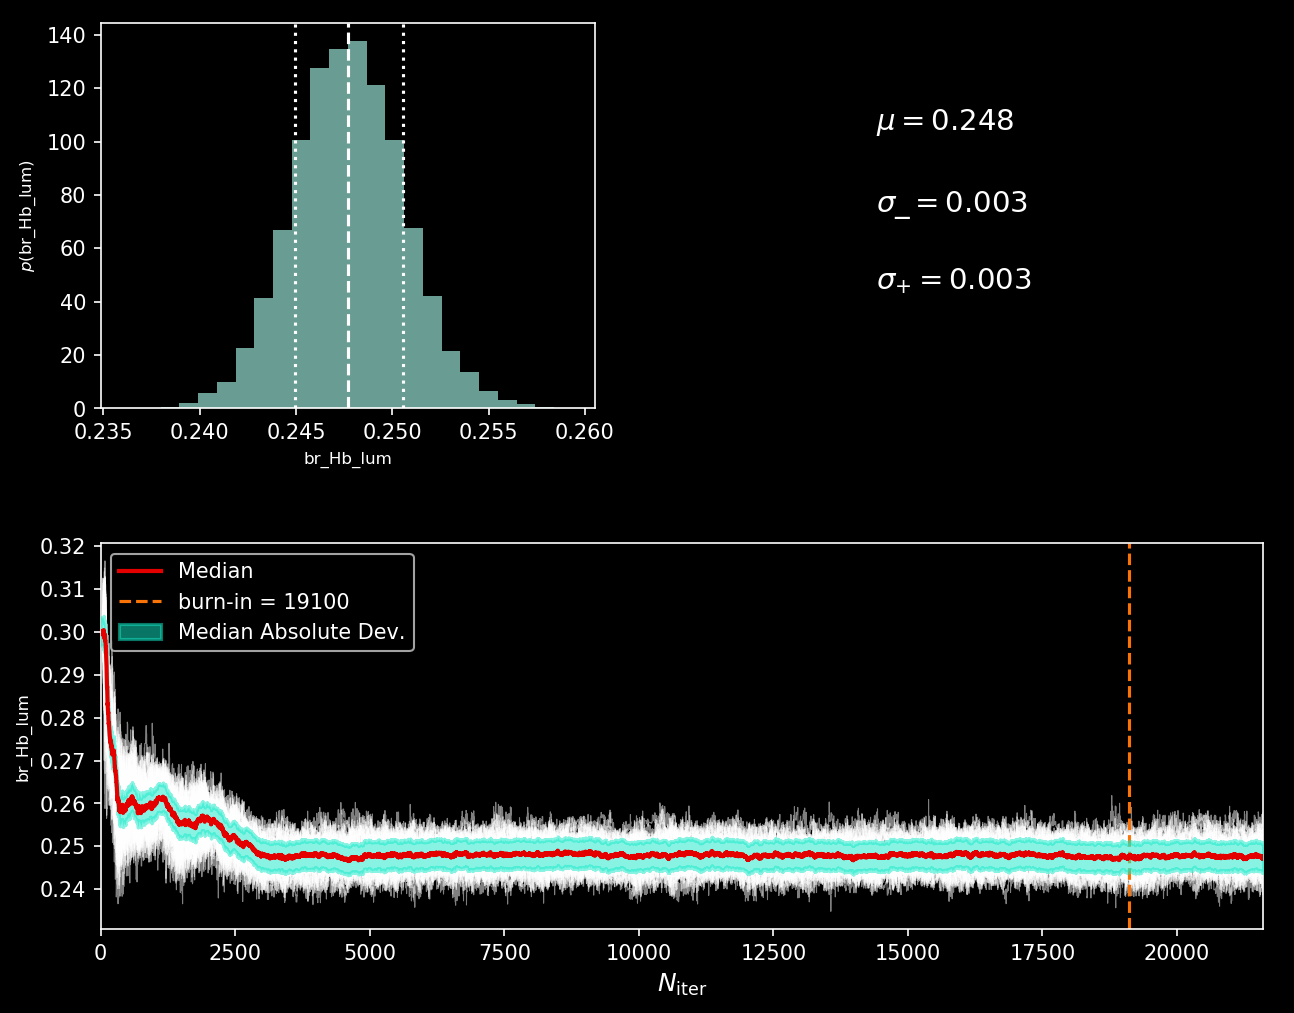 140
120
100
80
60
40
20
0
p(br_Hb_lum)
0.235 0.240 0.245 0.250 0.255 0.260
br_Hb_lum
μ = 0.248
σ₋ = 0.003
σ₊ = 0.003
0.32
0.31
0.30
0.29
0.28
0.27
0.26
0.25
0.24
br_Hb_lum
Median
burn-in = 19100
Median Absolute Dev.
0 2500 5000 7500 10000 12500 15000 17500 20000
N_iter